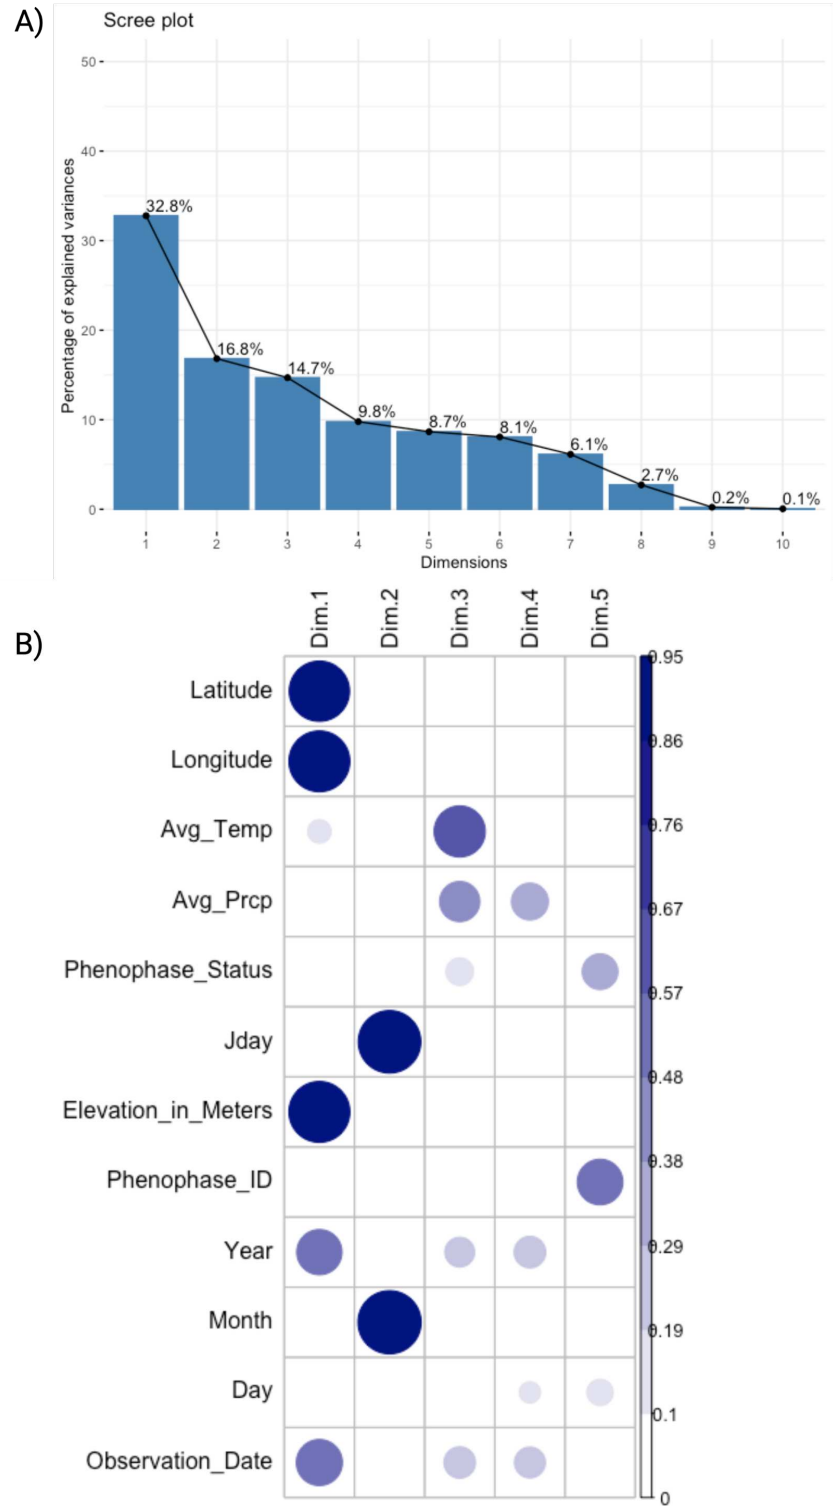 A)
Scree plot
Percentage of explained variances
50
40
30
20
10
0
32.8%
16.8%
14.7%
9.8%
8.7%
8.1%
6.1%
2.7%
0.2%
0.1%
1 2 3 4 5 6 7 8 9 10
Dimensions
B)
Dim.1 Dim.2 Dim.3 Dim.4 Dim.5
Latitude
Longitude
Avg_Temp
Avg_Prcp
Phenophase_Status
Jday
Elevation_in_Meters
Phenophase_ID
Year
Month
Day
Observation_Date
0.95
0.86
0.76
0.67
0.57
0.48
0.38
0.29
0.19
0.1
0